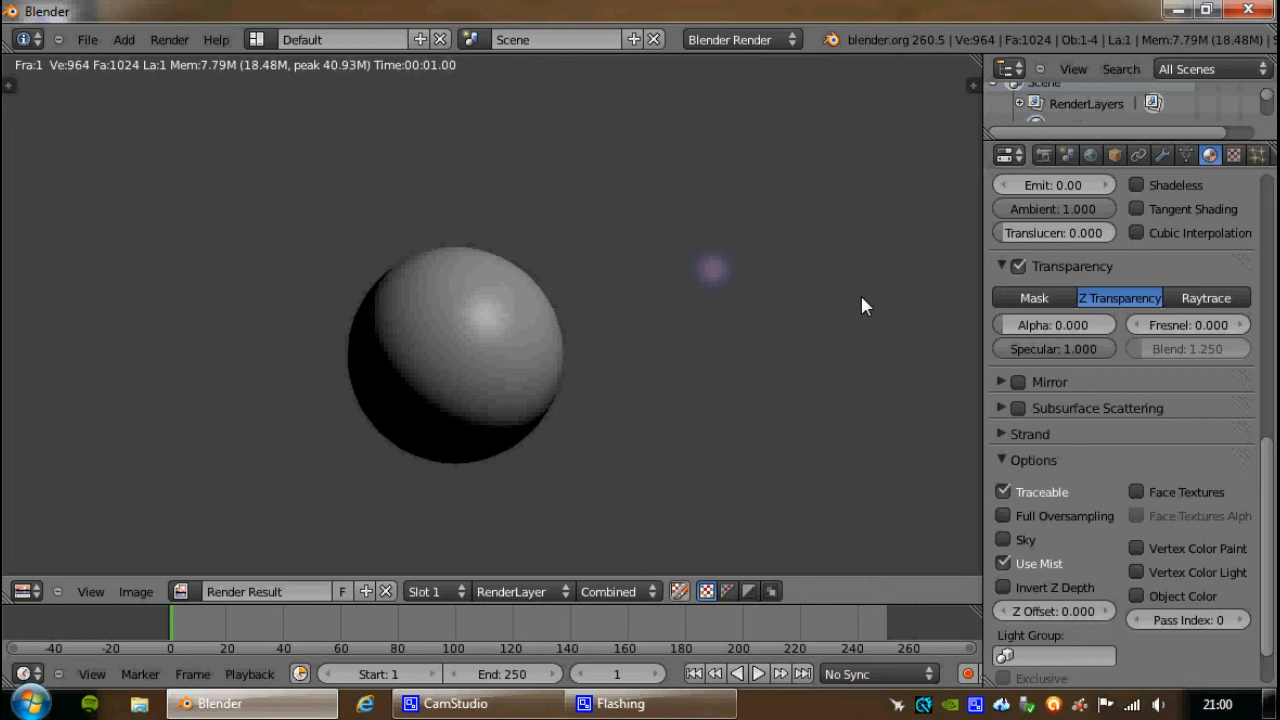 Blender
File Add Render Help Default Scene Blender Render blender.org 260.5 | Ve:964 | Fa:1024 | Ob:1-4 | La:1 | Mem:7.79M (18.48M) |
Fra:1 Ve:964 Fa:1024 La:1 Mem:7.79M (18.48M, peak 40.93M) Time:00:01.00
View Search All Scenes
Scene
RenderLayers
Emit: 0.00 Shadeless
Ambient: 1.000 Tangent Shading
Translucen: 0.000 Cubic Interpolation
Transparency
Mask Z Transparency Raytrace
Alpha: 0.000 Fresnel: 0.000
Specular: 1.000 Blend: 1.250
Mirror
Subsurface Scattering
Strand
Options
Traceable Face Textures
Full Oversampling Face Textures Alph
Sky
Use Mist Vertex Color Paint
Invert Z Depth Vertex Color Light
Z Offset: 0.000 Object Color
Light Group: Pass Index: 0
Exclusive
View Image Render Result F Slot 1 RenderLayer Combined
-40 -20 0 20 40 60 80 100 120 140 160 180 200 220 240 260
View Marker Frame Playback Start: 1 End: 250 1 No Sync
Blender CamStudio Flashing 21:00